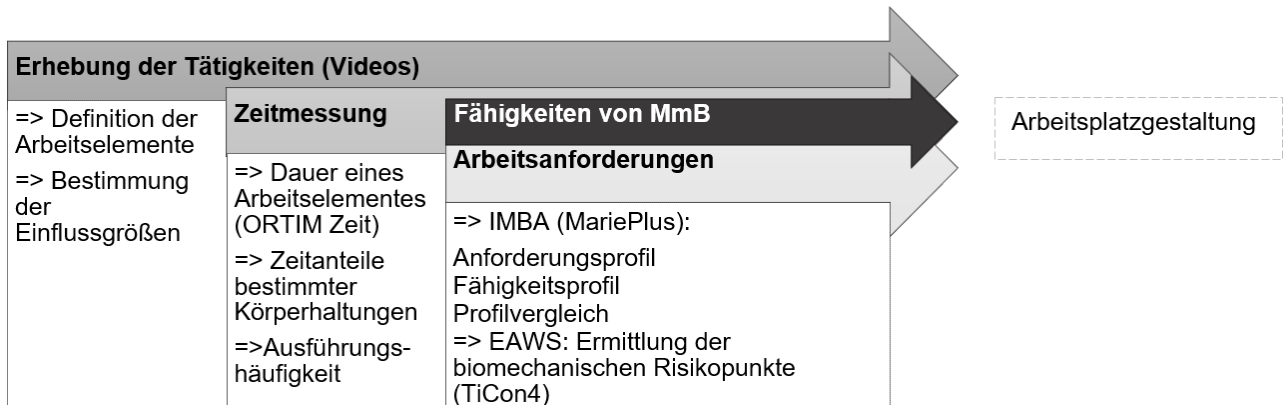 Erhebung der Tätigkeiten (Videos)
=> Definition der
Arbeitselemente
=> Bestimmung
der
Einflussgrößen
Zeitmessung
=> Dauer eines
Arbeitselementes
(ORTIM Zeit)
=> Zeitanteile
bestimmter
Körperhaltungen
=>Ausführungs-
häufigkeit
Fähigkeiten von MmB
Arbeitsanforderungen
=> IMBA (MariePlus):
Anforderungsprofil
Fähigkeitsprofil
Profilvergleich
=> EAWS: Ermittlung der
biomechanischen Risikopunkte
(TiCon4)
Arbeitsplatzgestaltung